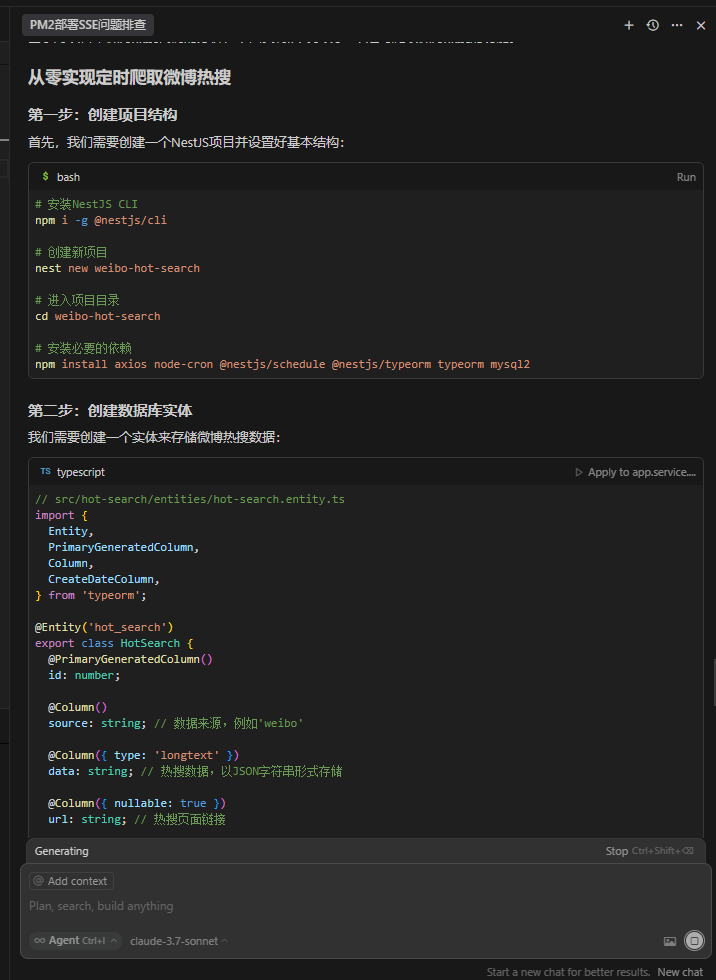 PM2部署SSE问题排查
从零实现定时爬取微博热搜
第一步：创建项目结构
首先，我们需要创建一个NestJS项目并设置好基本结构：
$ bash Run
# 安装NestJS CLI
npm i -g @nestjs/cli
# 创建新项目
nest new weibo-hot-search
# 进入项目目录
cd weibo-hot-search
# 安装必要的依赖
npm install axios node-cron @nestjs/schedule @nestjs/typeorm typeorm mysql2
第二步：创建数据库实体
我们需要创建一个实体来存储微博热搜数据：
TS typescript Apply to app.service....
// src/hot-search/entities/hot-search.entity.ts
import {
Entity,
PrimaryGeneratedColumn,
Column,
CreateDateColumn,
} from 'typeorm';
@Entity('hot_search')
export class HotSearch {
@PrimaryGeneratedColumn()
id: number;
@Column()
source: string; // 数据来源，例如'weibo'
@Column({ type: 'longtext' })
data: string; // 热搜数据，以JSON字符串形式存储
@Column({ nullable: true })
url: string; // 热搜页面链接
Generating Stop Ctrl+Shift+⌫
@ Add context
Plan, search, build anything
∞ Agent Ctrl+I claude-3.7-sonnet
Start a new chat for better results. New chat